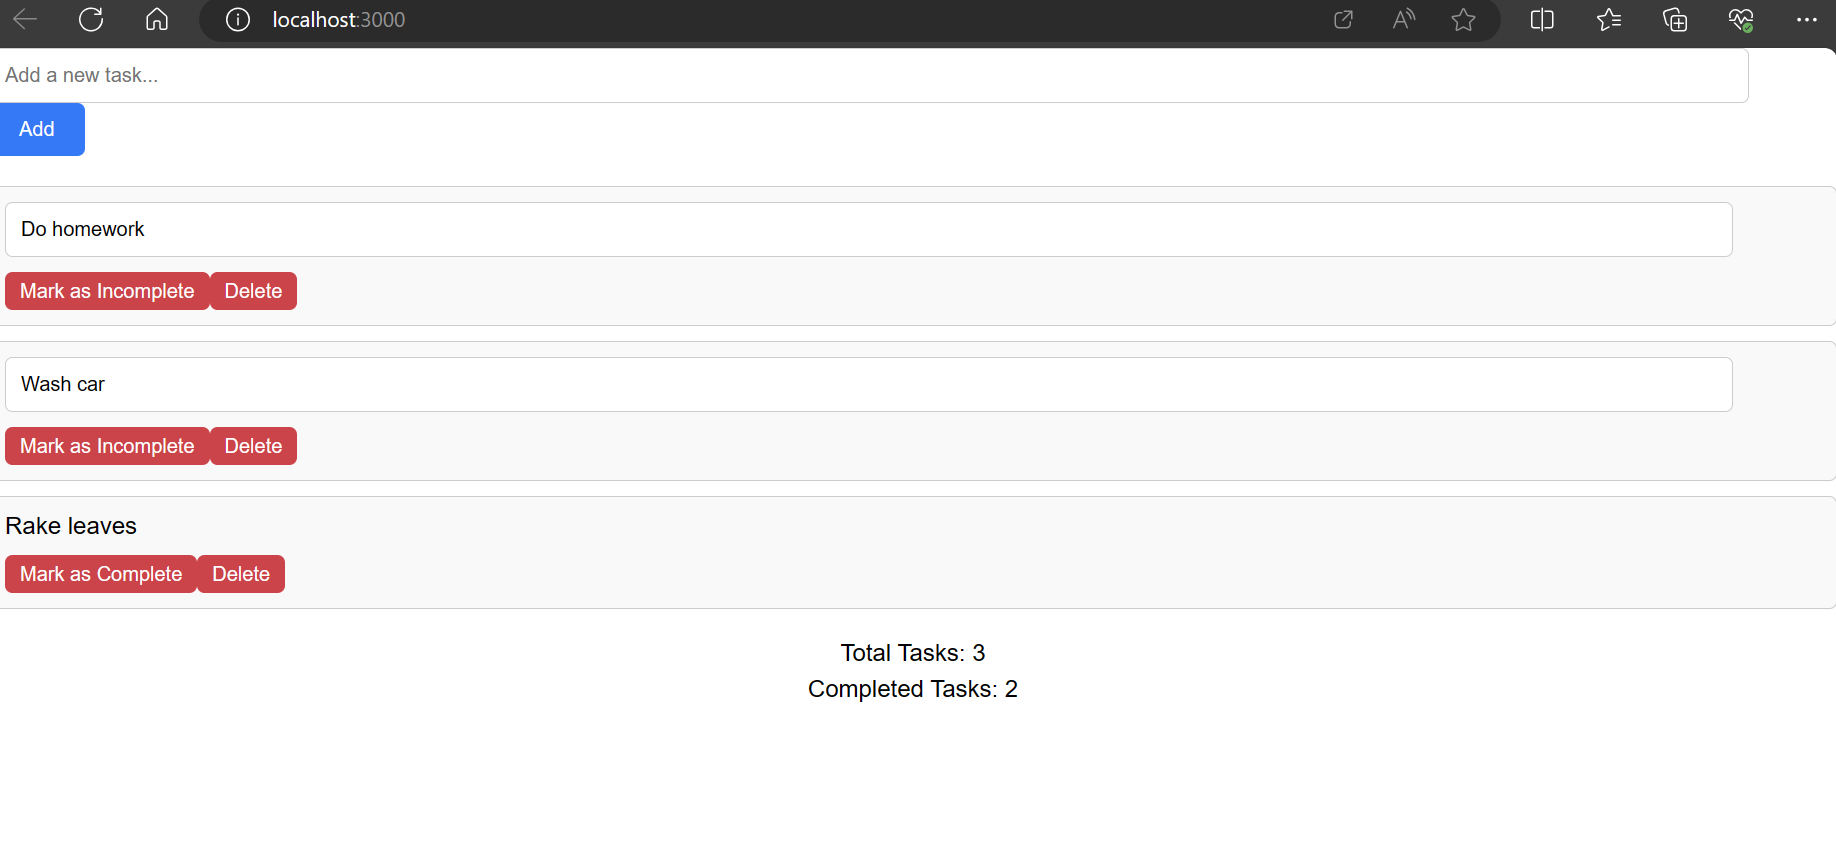 localhost:3000
Add a new task...
Add
Do homework
Mark as Incomplete Delete
Wash car
Mark as Incomplete Delete
Rake leaves
Mark as Complete Delete
Total Tasks: 3
Completed Tasks: 2